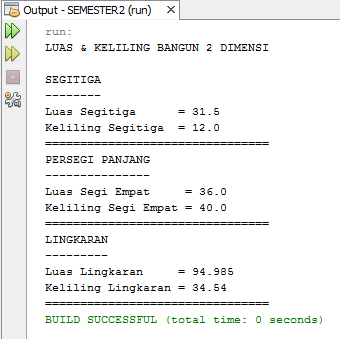 Output - SEMESTER2 (run)
run:
LUAS & KELILING BANGUN 2 DIMENSI
SEGITIGA
--------
Luas Segitiga      = 31.5
Keliling Segitiga  = 12.0
================================
PERSEGI PANJANG
---------------
Luas Segi Empat     = 36.0
Keliling Segi Empat = 40.0
================================
LINGKARAN
---------
Luas Lingkaran     = 94.985
Keliling Lingkaran = 34.54
================================
BUILD SUCCESSFUL (total time: 0 seconds)